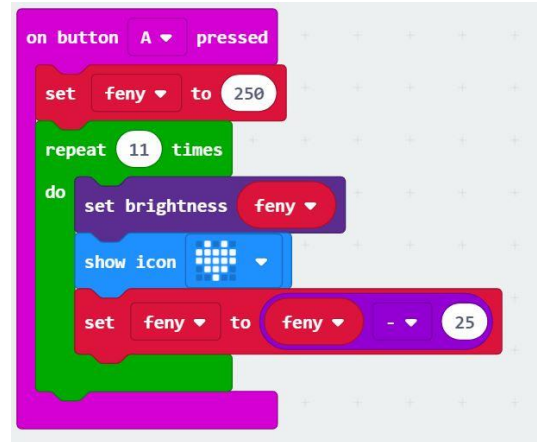 on button A pressed
set feny to 250
repeat 11 times
do
set brightness feny
show icon
set feny to feny - 25